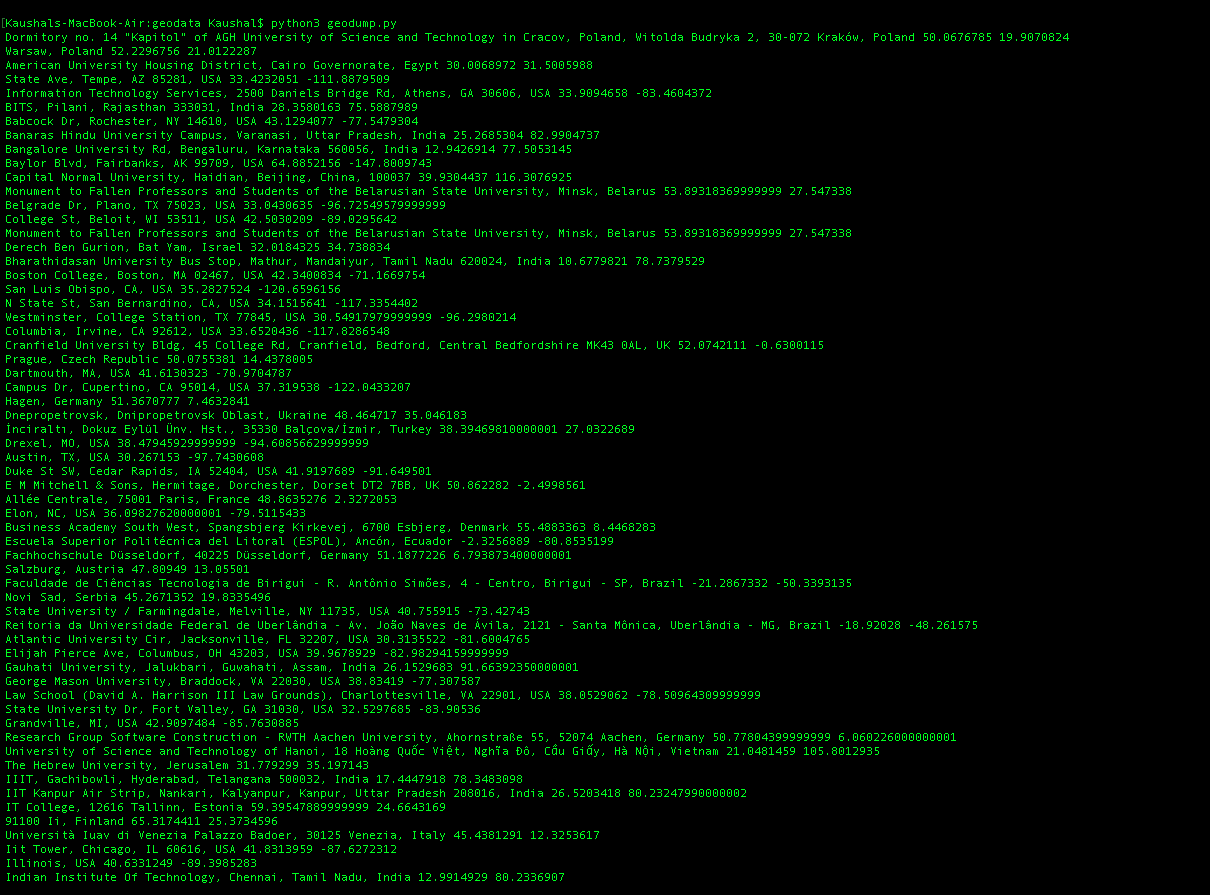 Kaushals-MacBook-Air:geodata Kaushal$ python3 geodump.py
Dormitory no. 14 "Kapitol" of AGH University of Science and Technology in Cracov, Poland, Witolda Budryka 2, 30-072 Kraków, Poland 50.0676785 19.9070824
Warsaw, Poland 52.2296756 21.0122287
American University Housing District, Cairo Governorate, Egypt 30.0068972 31.5005988
State Ave, Tempe, AZ 85281, USA 33.4232051 -111.8879509
Information Technology Services, 2500 Daniels Bridge Rd, Athens, GA 30606, USA 33.9094658 -83.4604372
BITS, Pilani, Rajasthan 333031, India 28.3580163 75.5887989
Babcock Dr, Rochester, NY 14610, USA 43.1294077 -77.5479304
Banaras Hindu University Campus, Varanasi, Uttar Pradesh, India 25.2685304 82.9904737
Bangalore University Rd, Bengaluru, Karnataka 560056, India 12.9426914 77.5053145
Baylor Blvd, Fairbanks, AK 99709, USA 64.8852156 -147.8009743
Capital Normal University, Haidian, Beijing, China, 100037 39.9304437 116.3076925
Monument to Fallen Professors and Students of the Belarusian State University, Minsk, Belarus 53.89318369999999 27.547338
Belgrade Dr, Plano, TX 75023, USA 33.0430635 -96.72549579999999
College St, Beloit, WI 53511, USA 42.5030209 -89.0295642
Monument to Fallen Professors and Students of the Belarusian State University, Minsk, Belarus 53.89318369999999 27.547338
Derech Ben Gurion, Bat Yam, Israel 32.0184325 34.738834
Bharathidasan University Bus Stop, Mathur, Mandaiyur, Tamil Nadu 620024, India 10.6779821 78.7379529
Boston College, Boston, MA 02467, USA 42.3400834 -71.1669754
San Luis Obispo, CA, USA 35.2827524 -120.6596156
N State St, San Bernardino, CA, USA 34.1515641 -117.3354402
Westminster, College Station, TX 77845, USA 30.54917979999999 -96.2980214
Columbia, Irvine, CA 92612, USA 33.6520436 -117.8286548
Cranfield University Bldg, 45 College Rd, Cranfield, Bedford, Central Bedfordshire MK43 0AL, UK 52.0742111 -0.6300115
Prague, Czech Republic 50.0755381 14.4378005
Dartmouth, MA, USA 41.6130323 -70.9704787
Campus Dr, Cupertino, CA 95014, USA 37.319538 -122.0433207
Hagen, Germany 51.3670777 7.4632841
Dnepropetrovsk, Dnipropetrovsk Oblast, Ukraine 48.464717 35.046183
İnciraltı, Dokuz Eylül Ünv. Hst., 35330 Balçova/İzmir, Turkey 38.39469810000001 27.0322689
Drexel, MO, USA 38.47945929999999 -94.60856629999999
Austin, TX, USA 30.267153 -97.7430608
Duke St SW, Cedar Rapids, IA 52404, USA 41.9197689 -91.649501
E M Mitchell & Sons, Hermitage, Dorchester, Dorset DT2 7BB, UK 50.862282 -2.4998561
Allée Centrale, 75001 Paris, France 48.8635276 2.3272053
Elon, NC, USA 36.09827620000001 -79.5115433
Business Academy South West, Spangsbjerg Kirkevej, 6700 Esbjerg, Denmark 55.4883363 8.4468283
Escuela Superior Politécnica del Litoral (ESPOL), Ancón, Ecuador -2.3256889 -80.8535199
Fachhochschule Düsseldorf, 40225 Düsseldorf, Germany 51.1877226 6.793873400000001
Salzburg, Austria 47.80949 13.05501
Faculdade de Ciências Tecnologia de Birigui - R. Antônio Simões, 4 - Centro, Birigui - SP, Brazil -21.2867332 -50.3393135
Novi Sad, Serbia 45.2671352 19.8335496
State University / Farmingdale, Melville, NY 11735, USA 40.755915 -73.42743
Reitoria da Universidade Federal de Uberlândia - Av. João Naves de Ávila, 2121 - Santa Mônica, Uberlândia - MG, Brazil -18.92028 -48.261575
Atlantic University Cir, Jacksonville, FL 32207, USA 30.3135522 -81.6004765
Elijah Pierce Ave, Columbus, OH 43203, USA 39.9678929 -82.98294159999999
Gauhati University, Jalukbari, Guwahati, Assam, India 26.1529683 91.66392350000001
George Mason University, Braddock, VA 22030, USA 38.83419 -77.307587
Law School (David A. Harrison III Law Grounds), Charlottesville, VA 22901, USA 38.0529062 -78.50964309999999
State University Dr, Fort Valley, GA 31030, USA 32.5297685 -83.90536
Grandville, MI, USA 42.9097484 -85.7630885
Research Group Software Construction - RWTH Aachen University, Ahornstraße 55, 52074 Aachen, Germany 50.77804399999999 6.060226000000001
University of Science and Technology of Hanoi, 18 Hoàng Quốc Việt, Nghĩa Đô, Cầu Giấy, Hà Nội, Vietnam 21.0481459 105.8012935
The Hebrew University, Jerusalem 31.779299 35.197143
IIIT, Gachibowli, Hyderabad, Telangana 500032, India 17.4447918 78.3483098
IIT Kanpur Air Strip, Nankari, Kalyanpur, Kanpur, Uttar Pradesh 208016, India 26.5203418 80.23247990000002
IT College, 12616 Tallinn, Estonia 59.39547889999999 24.6643169
91100 Ii, Finland 65.3174411 25.3734596
Università Iuav di Venezia Palazzo Badoer, 30125 Venezia, Italy 45.4381291 12.3253617
Iit Tower, Chicago, IL 60616, USA 41.8313959 -87.6272312
Illinois, USA 40.6331249 -89.3985283
Indian Institute Of Technology, Chennai, Tamil Nadu, India 12.9914929 80.2336907